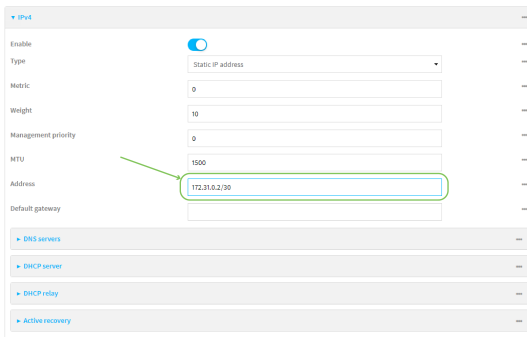 ▾ IPv4
Enable
Type Static IP address
Metric 0
Weight 10
Management priority 0
MTU 1500
Address 172.31.0.2/30
Default gateway
▸ DNS servers
▸ DHCP server
▸ DHCP relay
▸ Active recovery